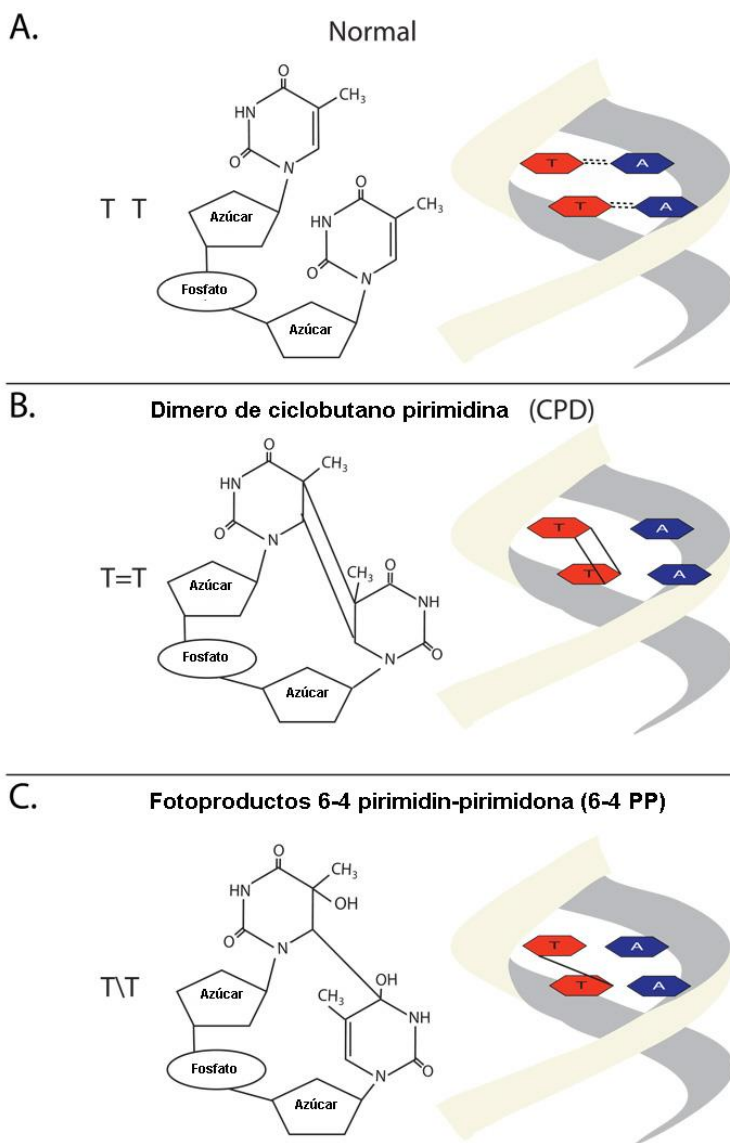 A.
Normal
O
CH3
HN
O
N
Azúcar
T T
O
CH3
HN
O
N
Fosfato
Azúcar
T A
T A
B.
Dimero de ciclobutano pirimidina (CPD)
O
CH3
HN
O
N
CH3
O
NH
T=T
Azúcar
N
O
Fosfato
Azúcar
T A
T A
C.
Fotoproductos 6-4 pirimidin-pirimidona (6-4 PP)
O
CH3
HN
OH
O
N
OH
T\T
Azúcar
CH3
NH
N
O
Fosfato
Azúcar
T A
T A